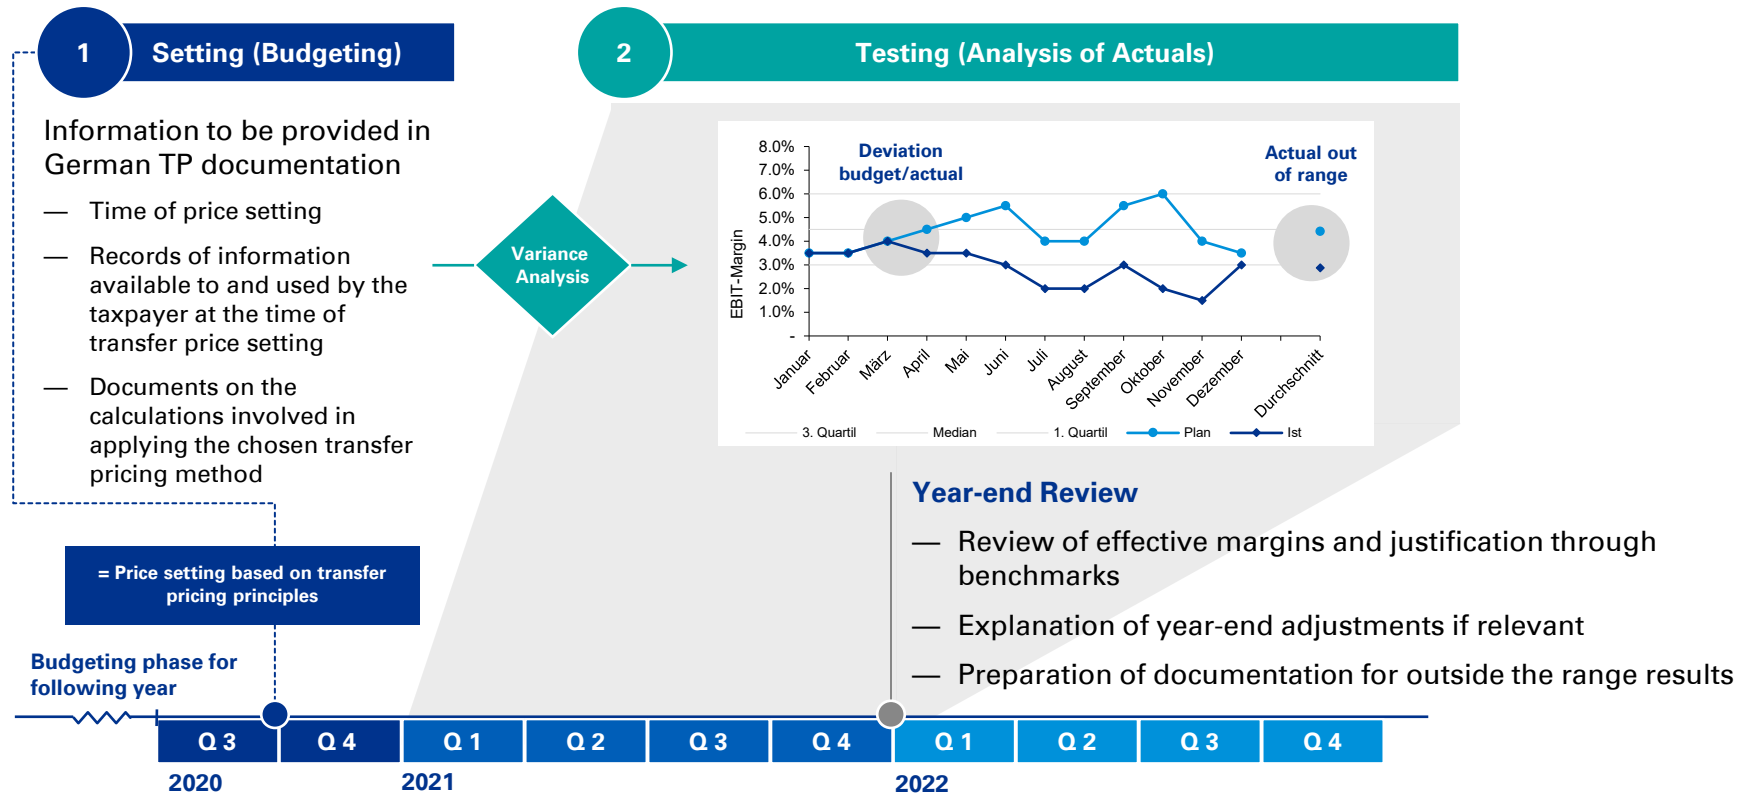 1
Setting (Budgeting)
2
Testing (Analysis of Actuals)
Information to be provided in
German TP documentation
— Time of price setting
— Records of information
available to and used by the
taxpayer at the time of
transfer price setting
— Documents on the
calculations involved in
applying the chosen transfer
pricing method
Variance
Analysis
Deviation
budget/actual
Actual out
of range
EBIT-Margin
8.0%
7.0%
6.0%
5.0%
4.0%
3.0%
2.0%
1.0%
-
Januar
Februar
März
April
Mai
Juni
Juli
August
September
Oktober
November
Dezember
Durchschnitt
3. Quartil
Median
1. Quartil
Plan
Ist
= Price setting based on transfer
pricing principles
Year-end Review
— Review of effective margins and justification through
benchmarks
— Explanation of year-end adjustments if relevant
— Preparation of documentation for outside the range results
Budgeting phase for
following year
Q 3
Q 4
Q 1
Q 2
Q 3
Q 4
Q 1
Q 2
Q 3
Q 4
2020
2021
2022